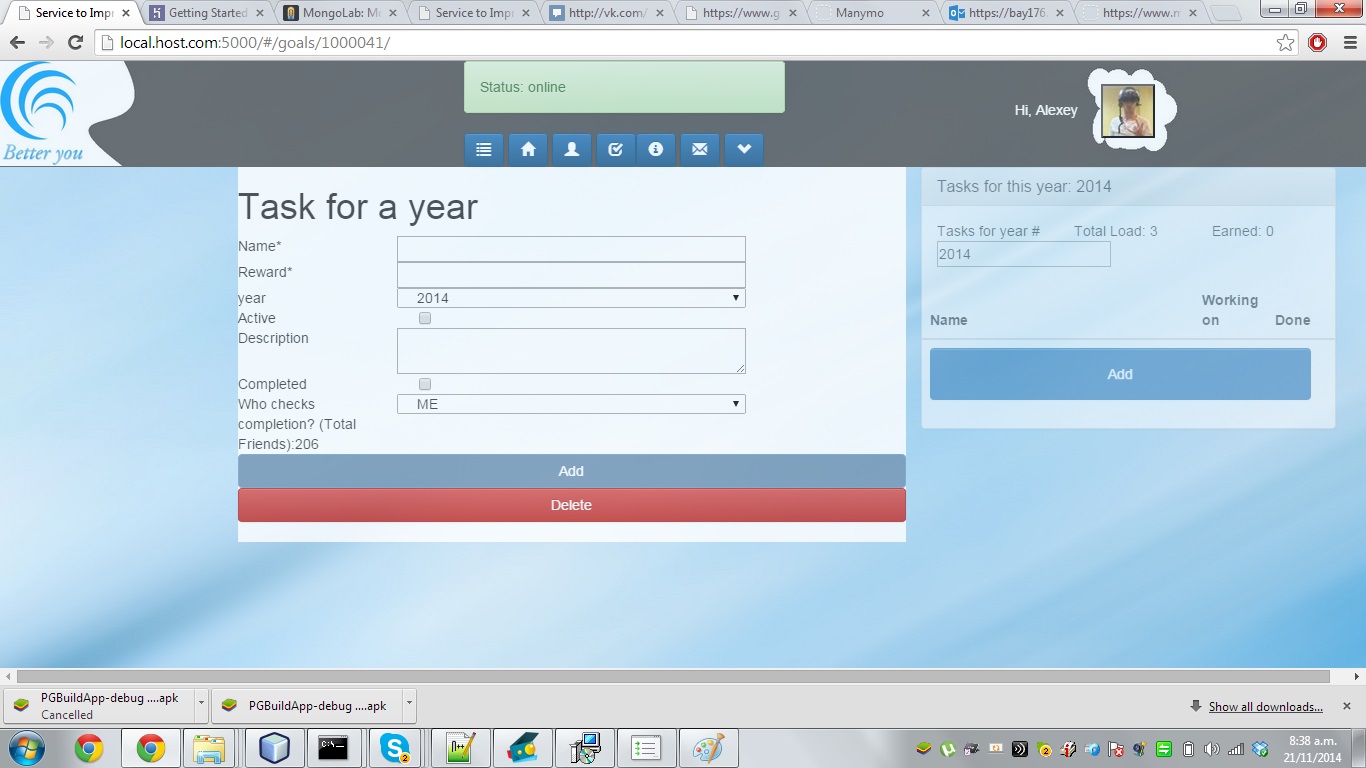 Service to Impr
Getting Started
MongoLab: M
Service to Impr
http://vk.com/
https://www.g
Manymo
https://bay176.
https://www.m
local.host.com:5000/#/goals/1000041/
Better you
Status: online
Hi, Alexey
Task for a year
Name*
Reward*
year 2014
Active
Description
Completed
Who checks ME
completion? (Total
Friends):206
Add
Delete
Tasks for this year: 2014
Tasks for year # Total Load: 3 Earned: 0
2014
Working
Name on Done
Add
PGBuildApp-debug ....apk
Cancelled
PGBuildApp-debug ....apk
Show all downloads...
8:38 a.m.
21/11/2014